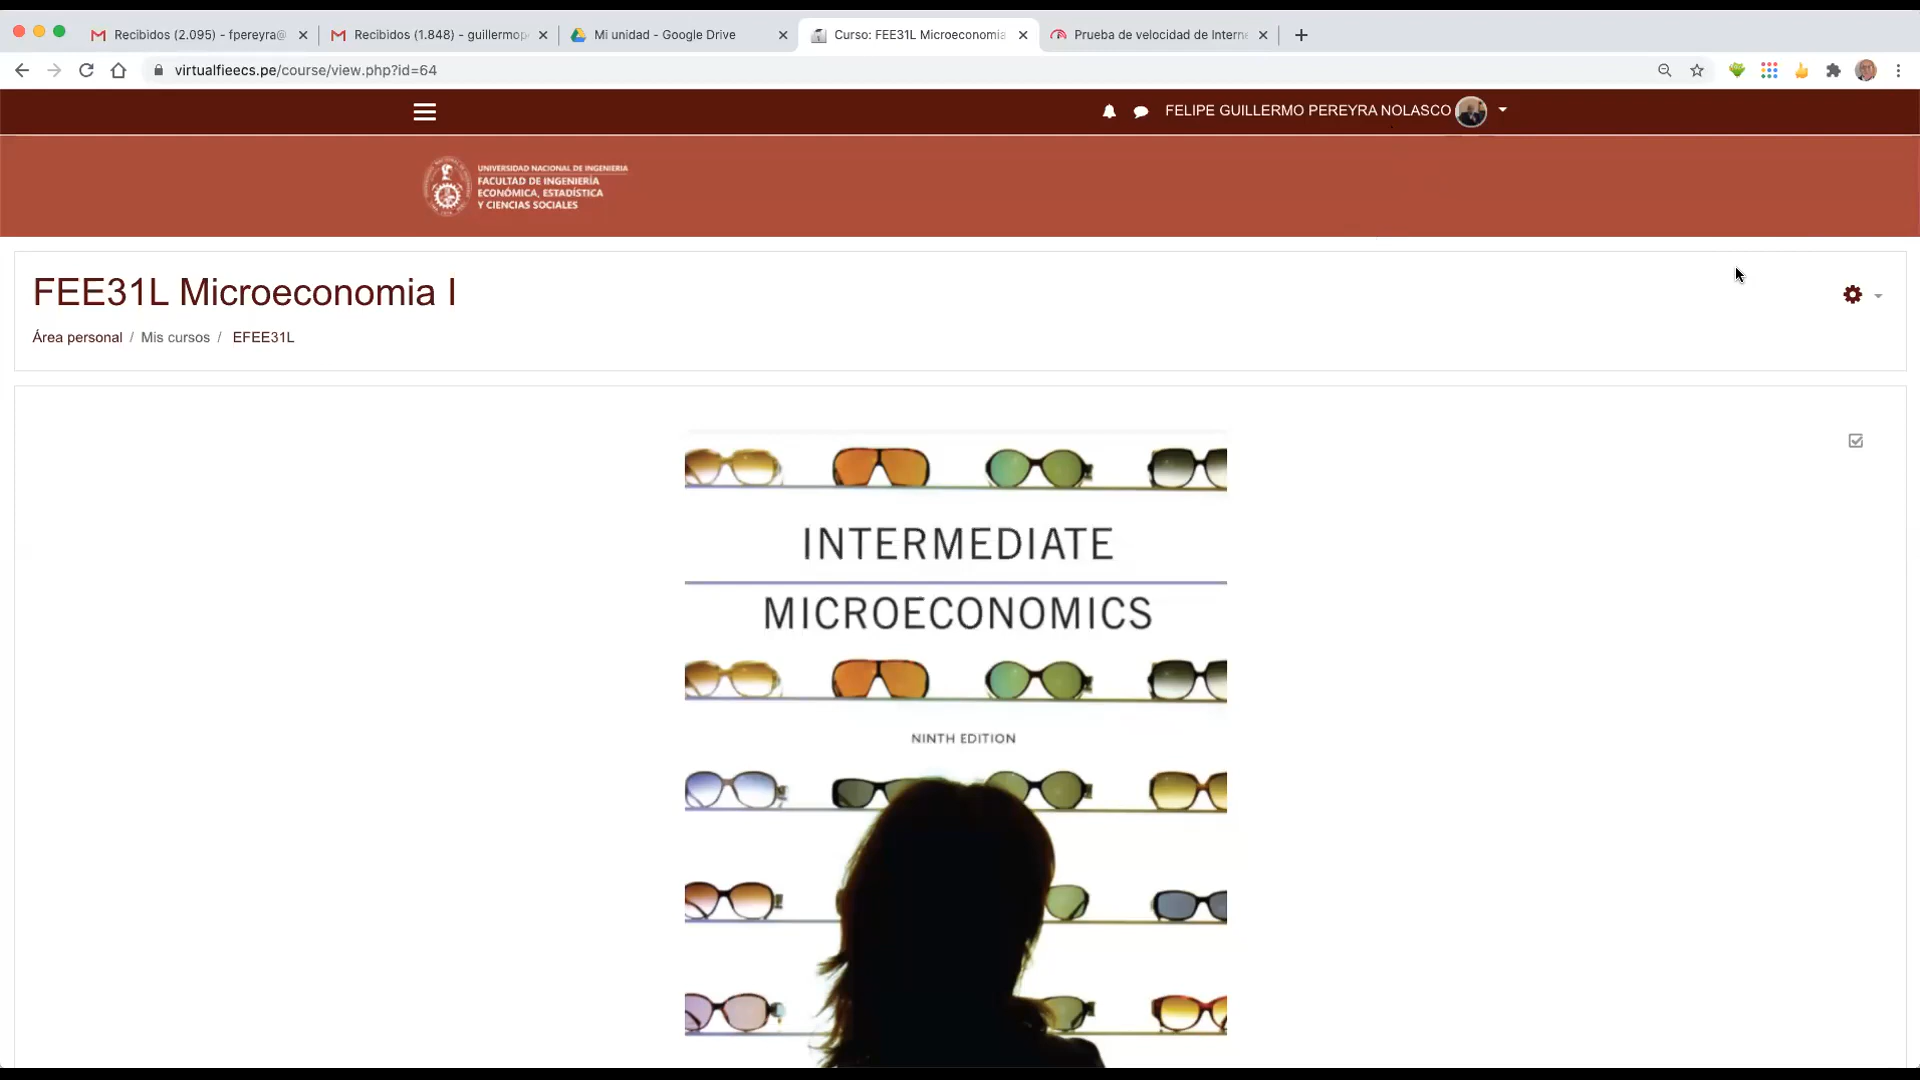 Recibidos (2.095) - fpereyra@
Recibidos (1.848) - guillermop
Mi unidad - Google Drive
Curso: FEE31L Microeconomia
Prueba de velocidad de Intern
virtualfieecs.pe/course/view.php?id=64
FELIPE GUILLERMO PEREYRA NOLASCO
UNIVERSIDAD NACIONAL DE INGENIERIA
FACULTAD DE INGENIERÍA
ECONÓMICA, ESTADÍSTICA
Y CIENCIAS SOCIALES
FEE31L Microeconomia I
Área personal / Mis cursos / EFEE31L
INTERMEDIATE
MICROECONOMICS
NINTH EDITION